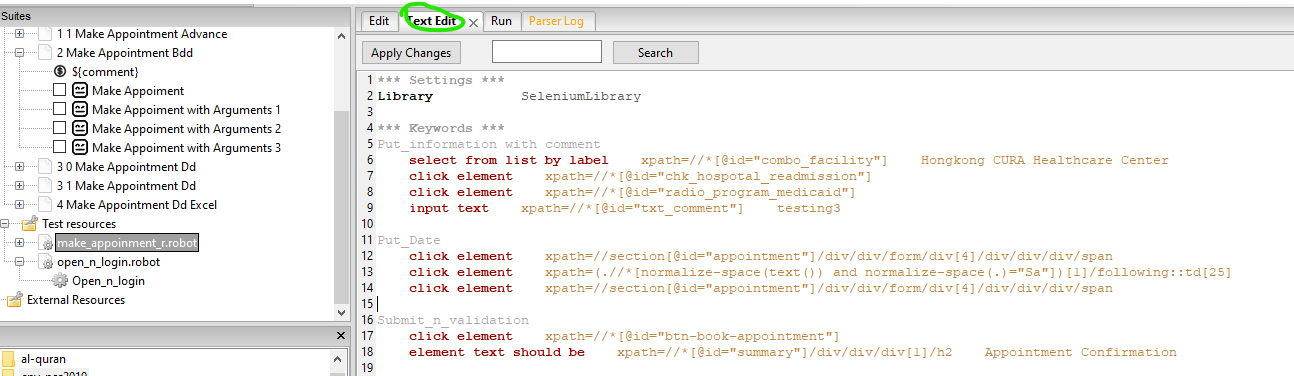 Suites
1 1 Make Appointment Advance
2 Make Appointment Bdd
${comment}
Make Appoiment
Make Appoiment with Arguments 1
Make Appoiment with Arguments 2
Make Appoiment with Arguments 3
3 0 Make Appointment Dd
3 1 Make Appointment Dd
4 Make Appointment Dd Excel
Test resources
make_appoinment_r.robot
open_n_login.robot
Open_n_login
External Resources
al-quran
Edit Text Edit Run Parser Log
Apply Changes Search
1 *** Settings ***
2 Library SeleniumLibrary
3
4 *** Keywords ***
5 Put_information with comment
6 select from list by label xpath=//*[@id="combo_facility"] Hongkong CURA Healthcare Center
7 click element xpath=//*[@id="chk_hospotal_readmission"]
8 click element xpath=//*[@id="radio_program_medicaid"]
9 input text xpath=//*[@id="txt_comment"] testing3
10
11 Put_Date
12 click element xpath=//section[@id="appointment"]/div/div/form/div[4]/div/div/div/span
13 click element xpath=(.//*[normalize-space(text()) and normalize-space(.)="Sa"])[1]/following::td[25]
14 click element xpath=//section[@id="appointment"]/div/div/form/div[4]/div/div/div/span
15
16 Submit_n_validation
17 click element xpath=//*[@id="btn-book-appointment"]
18 element text should be xpath=//*[@id="summary"]/div/div/div[1]/h2 Appointment Confirmation
19